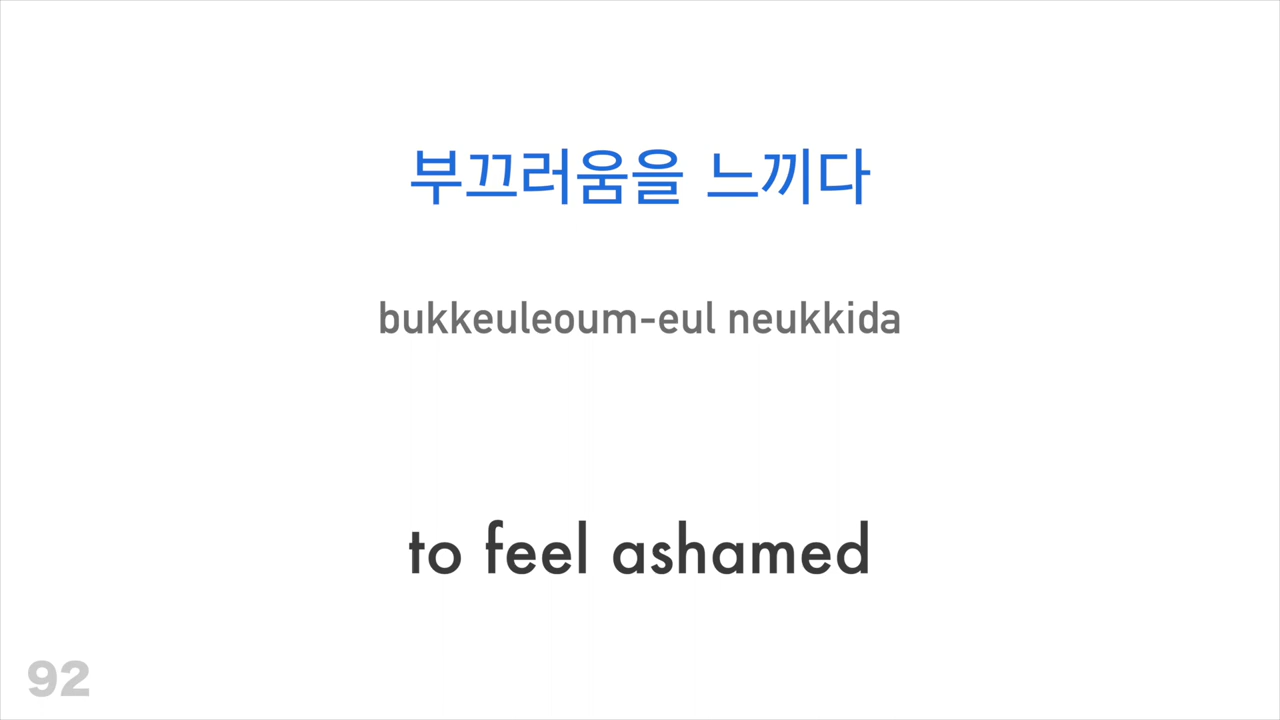 부끄러움을 느끼다
bukkeuleoum-eul neukkida
to feel ashamed
92